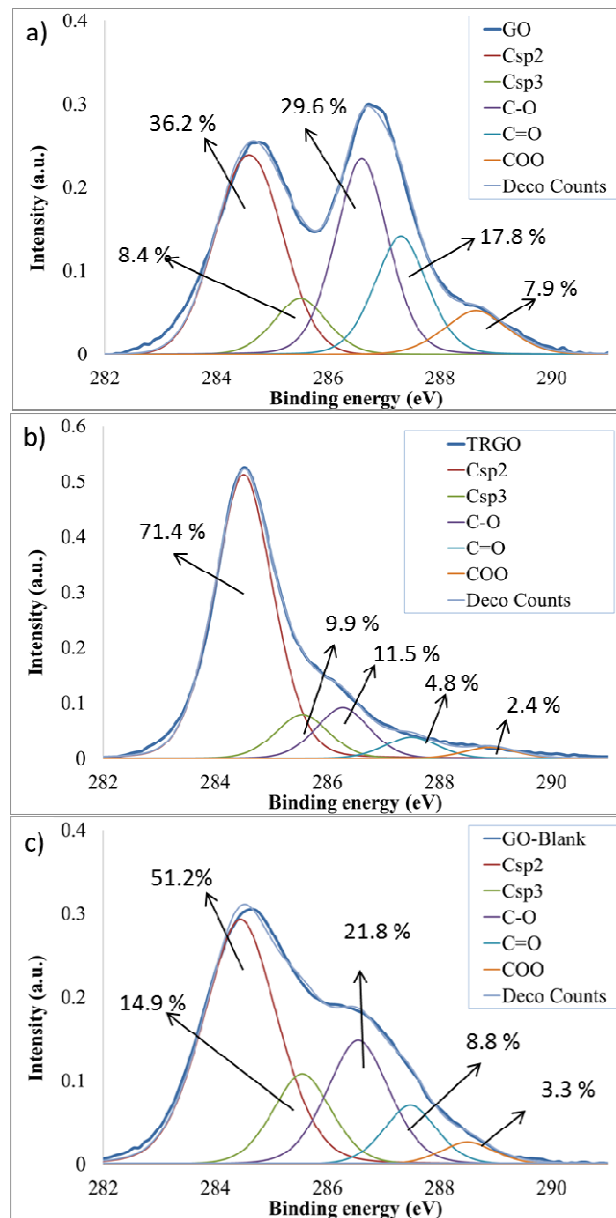 a)
0.4
0.3
0.2
0.1
0
Intensity (a.u.)
36.2 %
29.6 %
8.4 %
17.8 %
7.9 %
GO
Csp2
Csp3
C-O
C=O
COO
Deco Counts
282 284 286 288 290
Binding energy (eV)
b)
0.6
0.5
0.4
0.3
0.2
0.1
0
Intensity (a.u.)
71.4 %
9.9 %
11.5 %
4.8 %
2.4 %
TRGO
Csp2
Csp3
C-O
C=O
COO
Deco Counts
282 284 286 288 290
Binding energy (eV)
c)
0.4
0.3
0.2
0.1
0
Intensity (a.u.)
51.2%
14.9 %
21.8 %
8.8 %
3.3 %
GO-Blank
Csp2
Csp3
C-O
C=O
COO
Deco Counts
282 284 286 288 290
Binding energy (eV)